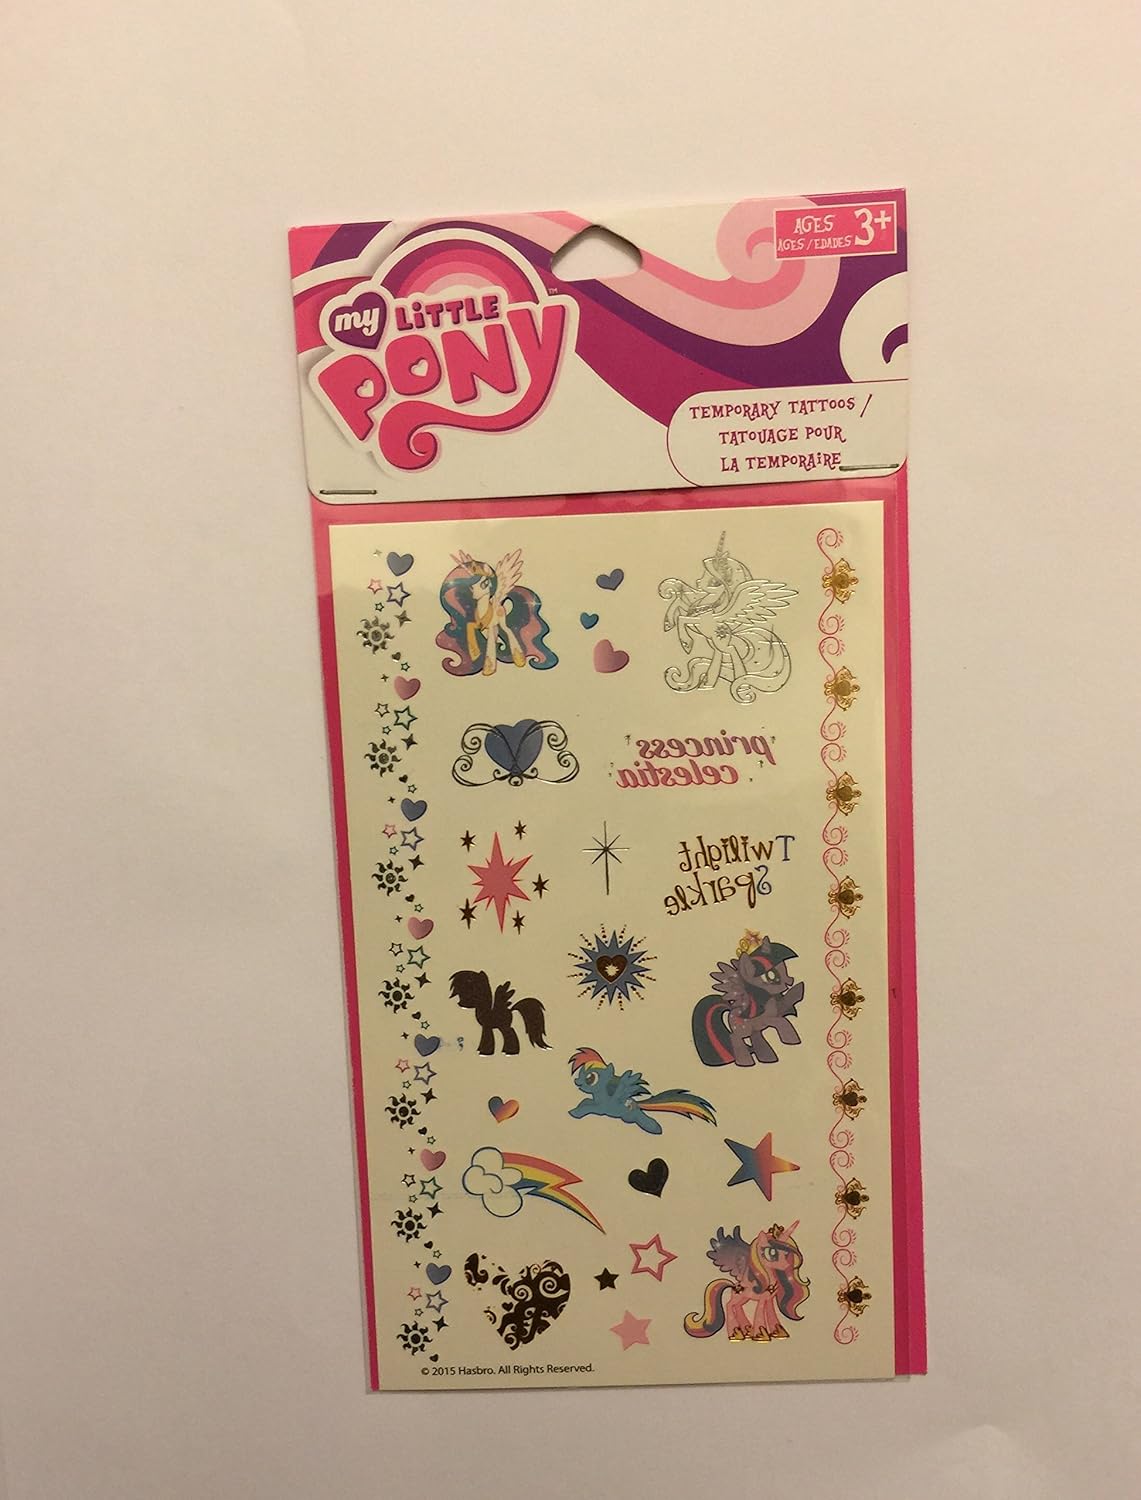 AGES 3+
AGES / EDADES
my LiTTLE
PONY ™
TEMPORARY TATTOOS /
TATOUAGE POUR
LA TEMPORAiRE
princess
celestia
Twilight
Sparkle
© 2015 Hasbro. All Rights Reserved.